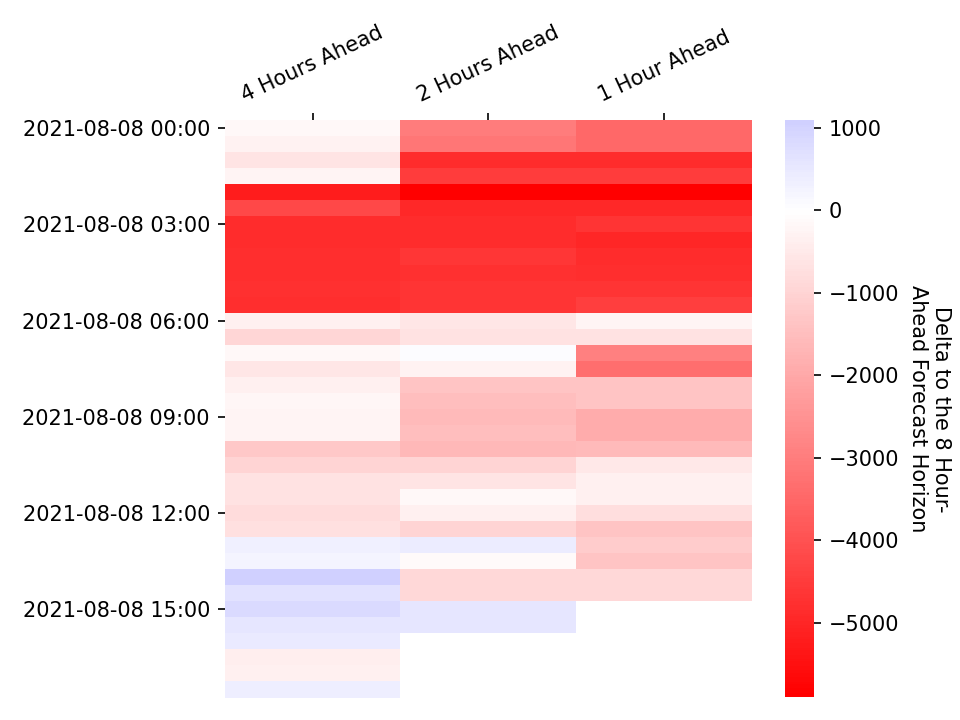 4 Hours Ahead
2 Hours Ahead
1 Hour Ahead
2021-08-08 00:00
2021-08-08 03:00
2021-08-08 06:00
2021-08-08 09:00
2021-08-08 12:00
2021-08-08 15:00
1000
0
−1000
−2000
−3000
−4000
−5000
Delta to the 8 Hour-
Ahead Forecast Horizon